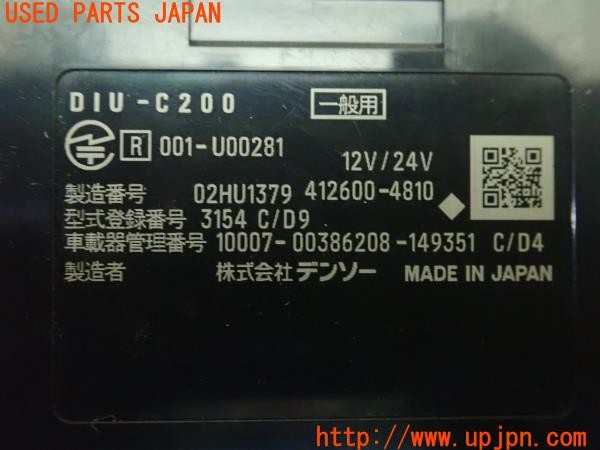 USED PARTS JAPAN
DIU-C200 一般用
R 001-U00281 12V/24V
製造番号 02HU1379 412600-4810
型式登録番号 3154 C/D9
車載器管理番号 10007-00386208-149351 C/D4
製造者 株式会社デンソー MADE IN JAPAN
http://www.upjpn.com/